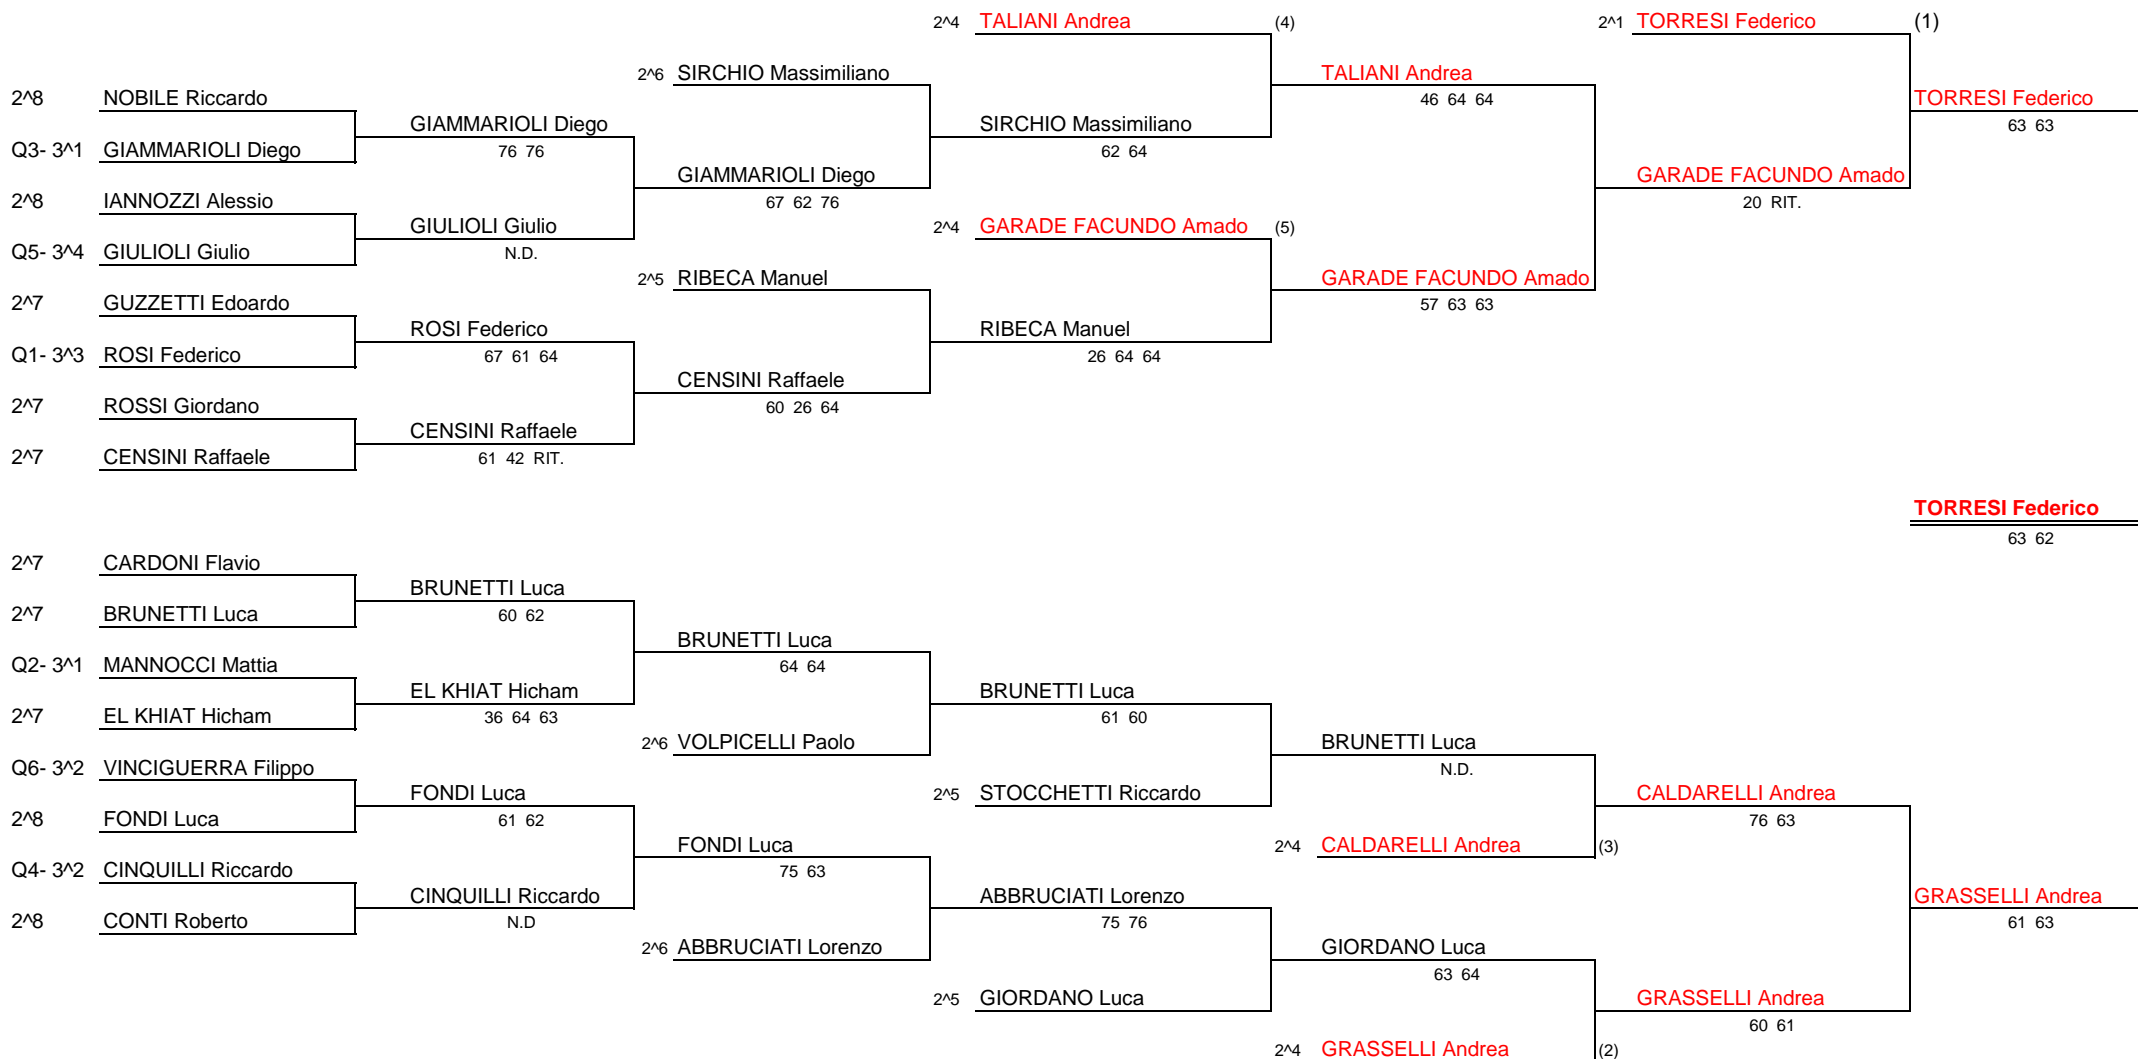 2^4 TALIANI Andrea (4) 2^1 TORRESI Federico (1)
2^6 SIRCHIO Massimiliano TALIANI Andrea
2^8 NOBILE Riccardo 46 64 64 TORRESI Federico
GIAMMARIOLI Diego SIRCHIO Massimiliano 63 63
Q3- 3^1 GIAMMARIOLI Diego 76 76 62 64
GIAMMARIOLI Diego GARADE FACUNDO Amado
2^8 IANNOZZI Alessio 67 62 76 20 RIT.
GIULIOLI Giulio 2^4 GARADE FACUNDO Amado (5)
Q5- 3^4 GIULIOLI Giulio N.D.
2^5 RIBECA Manuel GARADE FACUNDO Amado
2^7 GUZZETTI Edoardo 57 63 63
ROSI Federico RIBECA Manuel
Q1- 3^3 ROSI Federico 67 61 64 26 64 64
CENSINI Raffaele
2^7 ROSSI Giordano 60 26 64
CENSINI Raffaele
2^7 CENSINI Raffaele 61 42 RIT.
TORRESI Federico
63 62
2^7 CARDONI Flavio
BRUNETTI Luca
2^7 BRUNETTI Luca 60 62
BRUNETTI Luca
Q2- 3^1 MANNOCCI Mattia 64 64
EL KHIAT Hicham BRUNETTI Luca
2^7 EL KHIAT Hicham 36 64 63 61 60
2^6 VOLPICELLI Paolo BRUNETTI Luca
Q6- 3^2 VINCIGUERRA Filippo N.D.
FONDI Luca 2^5 STOCCHETTI Riccardo CALDARELLI Andrea
2^8 FONDI Luca 61 62 76 63
FONDI Luca 2^4 CALDARELLI Andrea (3)
Q4- 3^2 CINQUILLI Riccardo 75 63
CINQUILLI Riccardo ABBRUCIATI Lorenzo GRASSELLI Andrea
2^8 CONTI Roberto N.D 75 76 61 63
2^6 ABBRUCIATI Lorenzo GIORDANO Luca
63 64
2^5 GIORDANO Luca GRASSELLI Andrea
60 61
2^4 GRASSELLI Andrea (2)